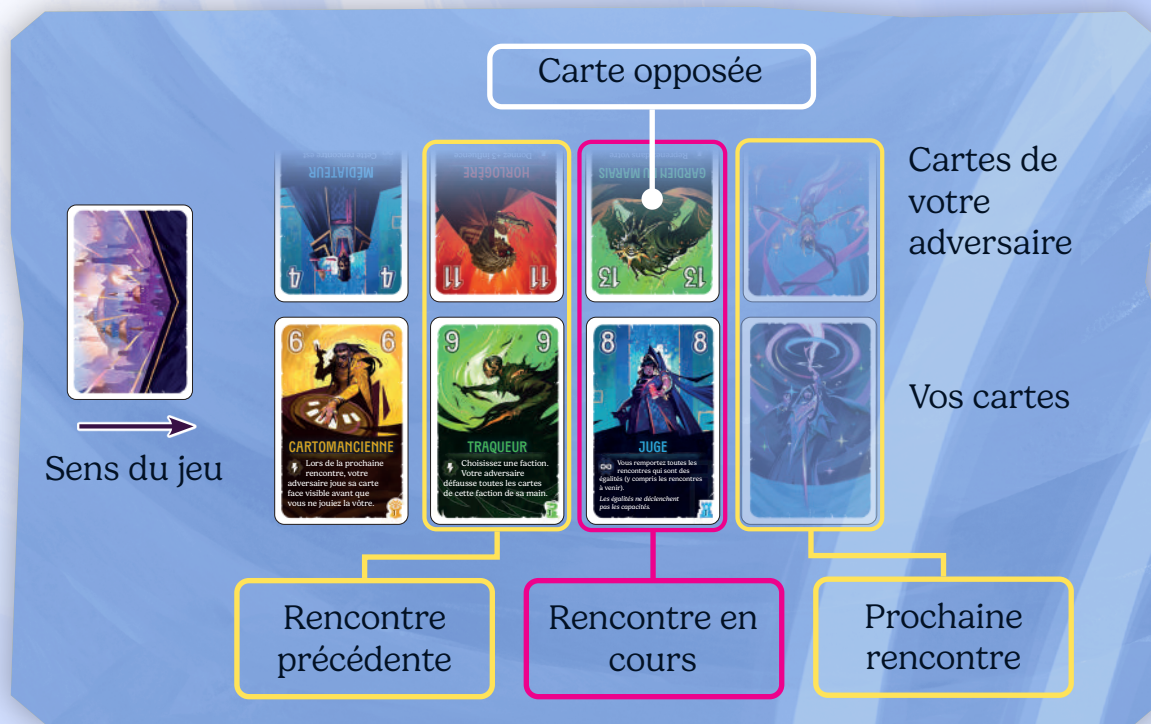 Carte opposée
Cartes de
votre
adversaire
MÉDIATEUR
4 4
HORLOGÈRE
11 11
GARDIEN DU MARAIS
13 13
6 6
CARTOMANCIENNE
Lors de la prochaine
rencontre, votre
adversaire joue sa carte
face visible avant que
vous ne jouiez la vôtre.
9 9
TRAQUEUR
Choisissez une faction.
Votre adversaire
défausse toutes les cartes
de cette faction de sa main.
8 8
JUGE
Vous remportez toutes les
rencontres qui sont des
égalités (y compris les rencontres
à venir).
Les égalités ne déclenchent
pas les capacités.
Vos cartes
Sens du jeu
Rencontre
précédente
Rencontre en
cours
Prochaine
rencontre